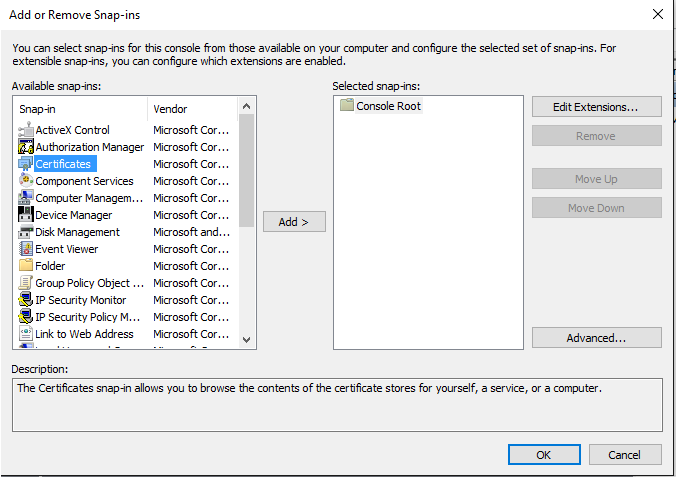 Add or Remove Snap-ins
You can select snap-ins for this console from those available on your computer and configure the selected set of snap-ins. For
extensible snap-ins, you can configure which extensions are enabled.
Available snap-ins:
Selected snap-ins:
Snap-in Vendor
ActiveX Control Microsoft Cor...
Authorization Manager Microsoft Cor...
Certificates Microsoft Cor...
Component Services Microsoft Cor...
Computer Managem... Microsoft Cor...
Device Manager Microsoft Cor...
Disk Management Microsoft and...
Event Viewer Microsoft Cor...
Folder Microsoft Cor...
Group Policy Object ... Microsoft Cor...
IP Security Monitor Microsoft Cor...
IP Security Policy M... Microsoft Cor...
Link to Web Address Microsoft Cor...
Add >
Console Root
Edit Extensions...
Remove
Move Up
Move Down
Advanced...
Description:
The Certificates snap-in allows you to browse the contents of the certificate stores for yourself, a service, or a computer.
OK
Cancel